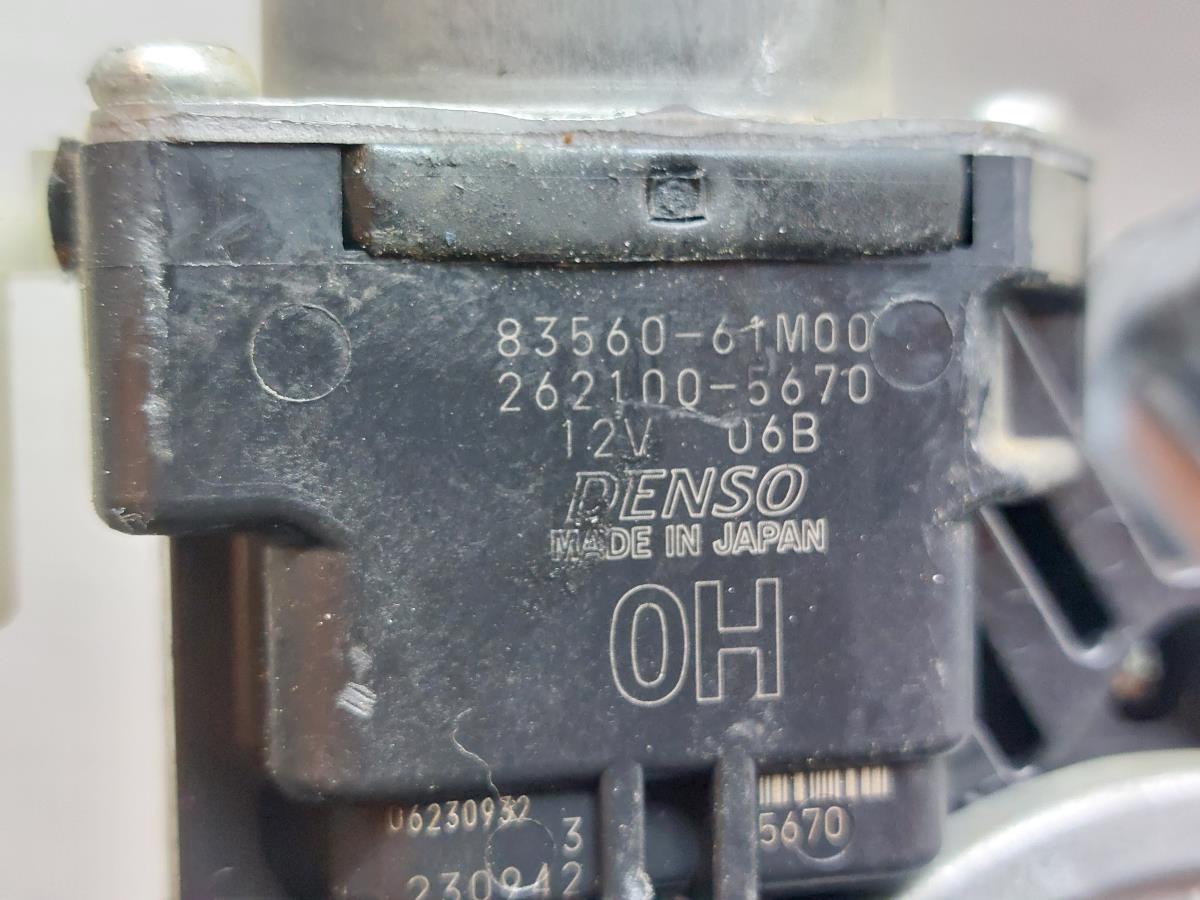 83560-61M00
262100-5670
12V 06B
DENSO
MADE IN JAPAN
0H
06230932
3
5670
230942